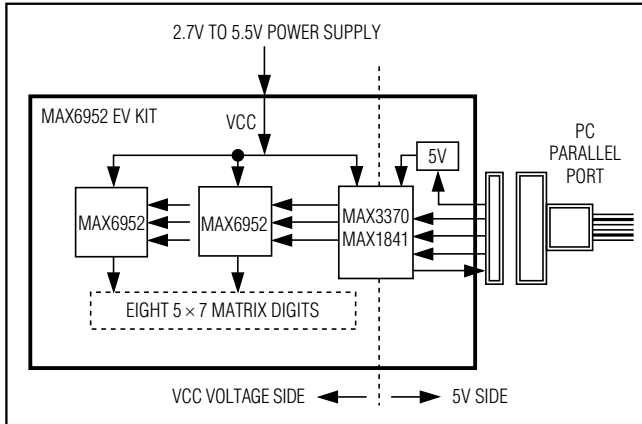 2.7V TO 5.5V POWER SUPPLY
MAX6952 EV KIT
VCC
5V
PC
PARALLEL
PORT
MAX6952
MAX6952
MAX3370
MAX1841
EIGHT 5 × 7 MATRIX DIGITS
VCC VOLTAGE SIDE
5V SIDE